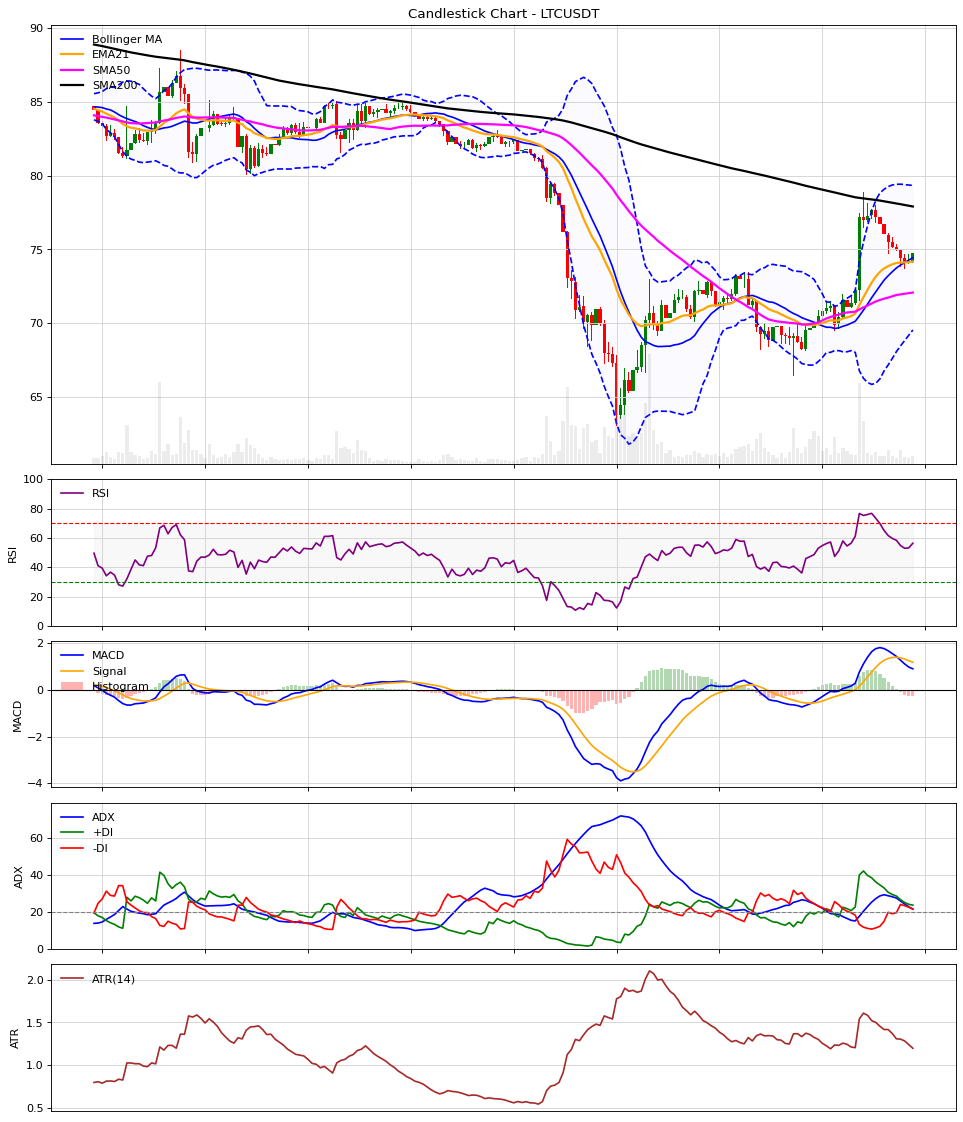 Candlestick Chart - LTCUSDT
90
85
80
75
70
65
Bollinger MA
EMA21
SMA50
SMA200
100
80
60
40
20
0
RSI
RSI
2
0
−2
−4
MACD
MACD
Signal
Histogram
60
40
20
0
ADX
ADX
+DI
-DI
2.0
1.5
1.0
0.5
ATR
ATR(14)